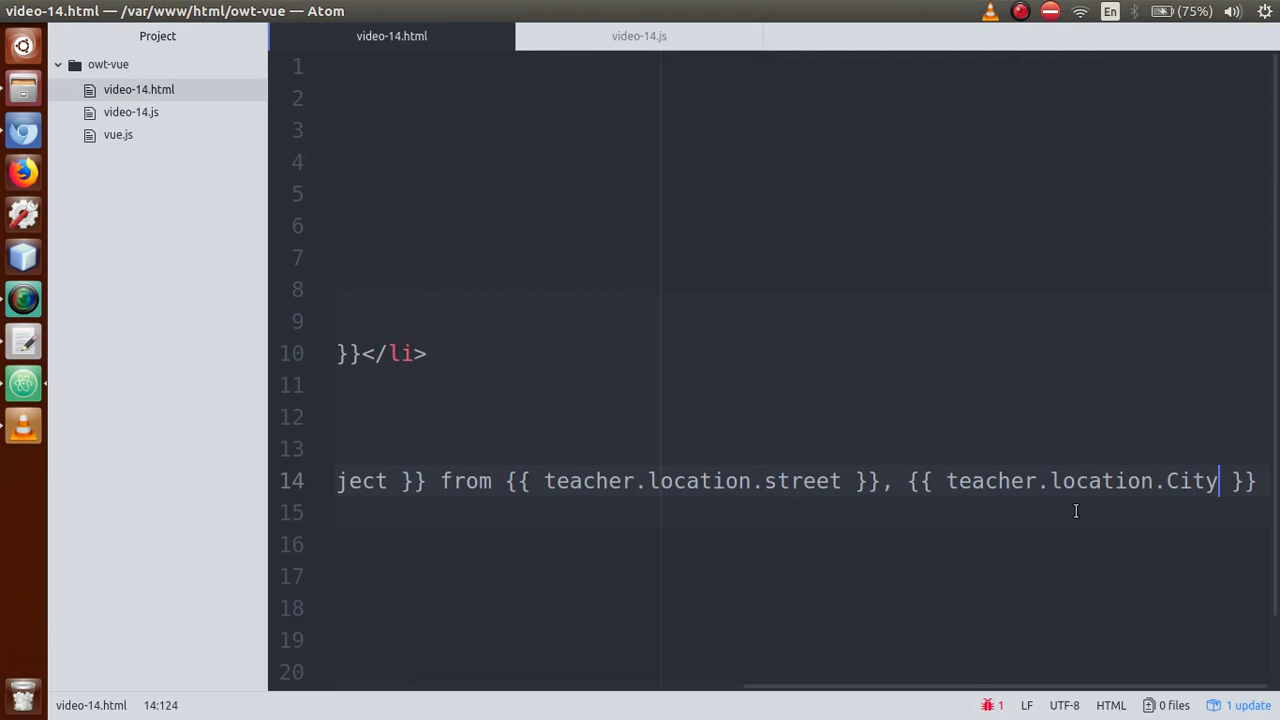 video-14.html — /var/www/html/owt-vue — Atom
En
(75%)
Project
video-14.html
video-14.js
owt-vue
video-14.html
video-14.js
vue.js
1
2
3
4
5
6
7
8
9
10 }}</li>
11
12
13
14 ject }} from {{ teacher.location.street }}, {{ teacher.location.City }}
15
16
17
18
19
20
video-14.html 14:124
1 LF UTF-8 HTML 0 files 1 update